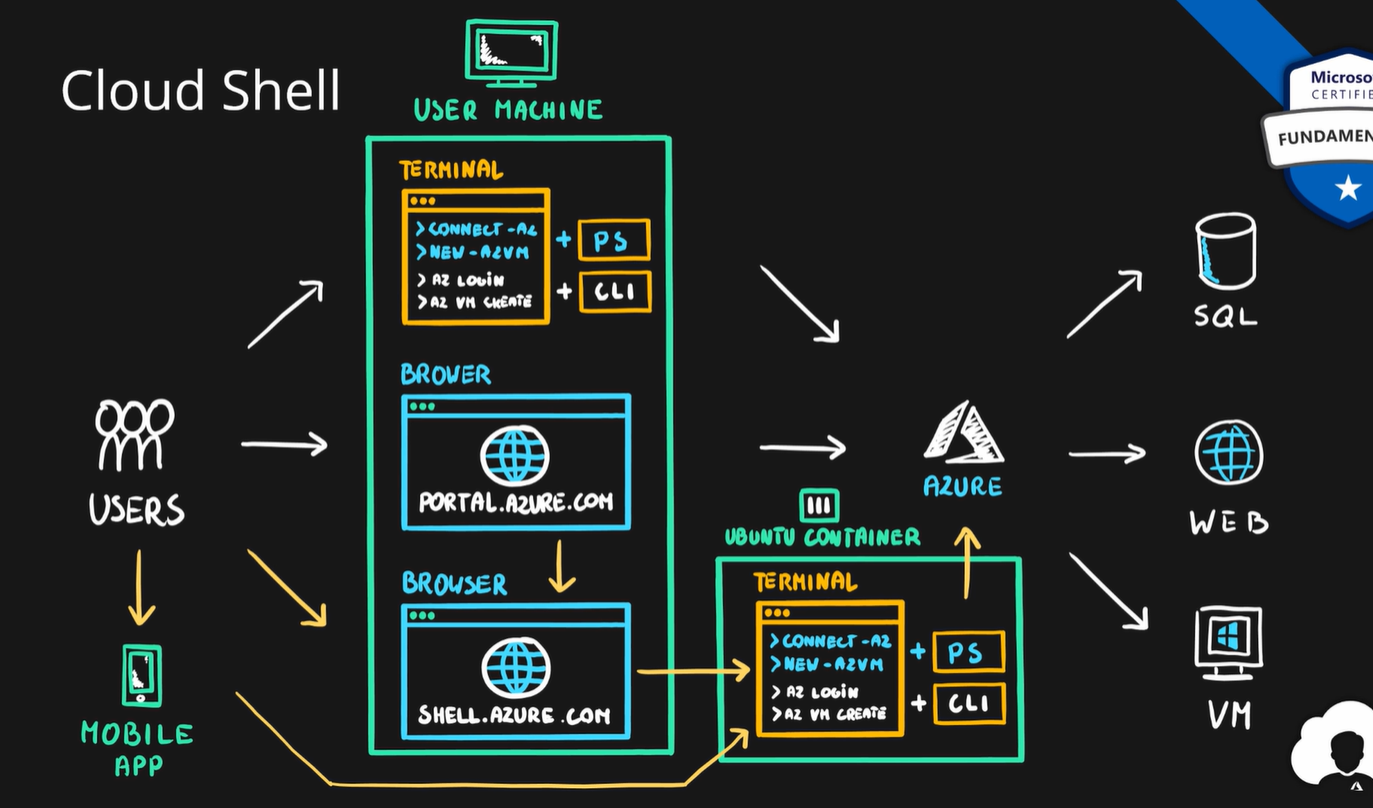 Cloud Shell
USER MACHINE
TERMINAL
>CONNECT-AZ
>NEW-AZVM
> AZ LOGIN
>AZ VM CREATE
+ PS
+ CLI
BROWER
PORTAL.AZURE.COM
BROWSER
SHELL.AZURE.COM
USERS
MOBILE
APP
AZURE
UBUNTU CONTAINER
TERMINAL
>CONNECT-AZ
>NEW-AZVM
> AZ LOGIN
>AZ VM CREATE
+ PS
+ CLI
SQL
WEB
VM
Microso
CERTIFIE
FUNDAMEN